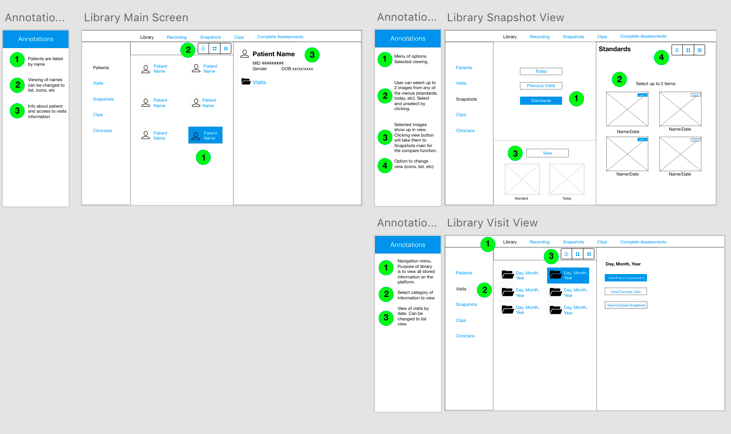 Annotatio...
Library Main Screen
Annotations
1
Patients are listed
by name
2
Viewing of names
can be changed to
list, icons, etc
3
Info about patient
and access to visits
information
Library
Recording
Snapshots
Clips
Complete Assessments
2
Patients
Visits
Snapshots
Clips
Clinicians
Patient
Name
Patient
Name
Patient
Name
Patient
Name
Patient
Name
Patient
Name
1
Patient Name
3
MID ########
Gender
DOB xx/xx/xxxx
Visits
Annotatio...
Library Snapshot View
Annotations
1
Menu of options.
Selected viewing.
2
User can select up to
2 images from any of
the menus (standards,
today, etc). Select
and unselect by
clicking.
3
Selected images
show up in view.
Clicking view button
will take them to
Snapshots main for
the compare function.
4
Option to change
view (icons, list, etc)
Library
Recording
Snapshots
Clips
Complete Assessments
Patients
Visits
Snapshots
Clips
Clinicians
Today
Previous Visits
Standards
1
3
View
Standard
Today
Standards
4
2
Select up to 2 items:
Name/Date
Name/Date
Name/Date
Name/Date
Annotatio...
Library Visit View
Annotations
1
Navigation menu.
Purpose of library
is to view all stored
information on the
platform.
2
Select category of
information to view
3
View of visits by
date. Can be
changed to list
view.
1
Library
Recording
Snapshots
Clips
Complete Assessments
3
Patients
Visits
2
Snapshots
Clips
Clinicians
Day, Month,
Year
Day, Month,
Year
Day, Month,
Year
Day, Month,
Year
Day, Month,
Year
Day, Month,
Year
Day, Month, Year
View/Export Assessment
View/Compare Clips
View/Compare Snapshots